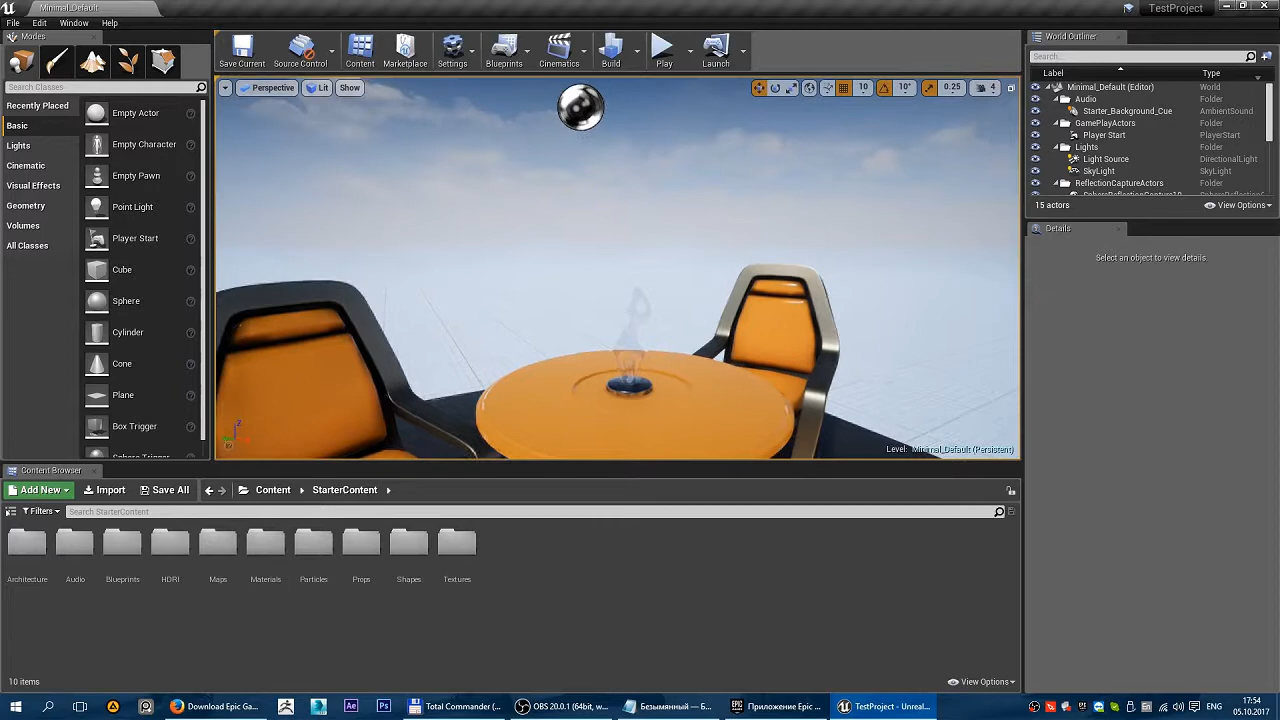 Minimal_Default
TestProject
File Edit Window Help
Modes
Search Classes
Recently Placed
Basic
Lights
Cinematic
Visual Effects
Geometry
Volumes
All Classes
Empty Actor
Empty Character
Empty Pawn
Point Light
Player Start
Cube
Sphere
Cylinder
Cone
Plane
Box Trigger
Sphere Trigger
Save Current
Source Control
Content
Marketplace
Settings
Blueprints
Cinematics
Build
Play
Launch
Perspective
Lit
Show
10
10°
0.25
4
Level: Minimal_Default (Persistent)
World Outliner
Search...
Label Type
Minimal_Default (Editor) World
Audio Folder
Starter_Background_Cue AmbientSound
GamePlayActors Folder
Player Start PlayerStart
Lights Folder
Light Source DirectionalLight
SkyLight SkyLight
ReflectionCaptureActors Folder
15 actors
View Options
Details
Select an object to view details.
Content Browser
Add New
Import
Save All
Content
StarterContent
Filters
Search StarterContent
Architecture
Audio
Blueprints
HDRI
Maps
Materials
Particles
Props
Shapes
Textures
10 items
View Options
Download Epic Ga...
Ae
Ps
Total Commander (...
OBS 20.0.1 (64bit, w...
Безымянный — Б...
Приложение Epic ...
TestProject - Unreal...
ENG
17:54
05.10.2017